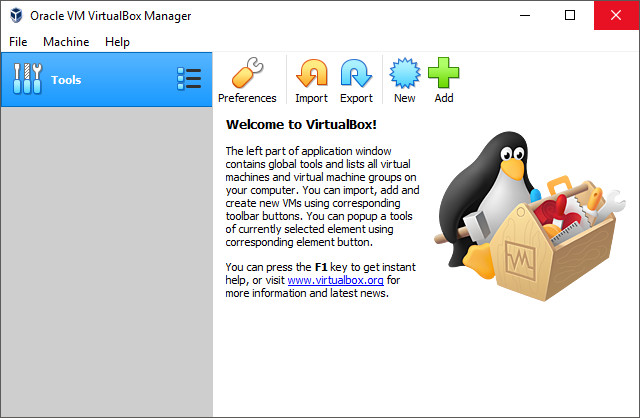 Oracle VM VirtualBox Manager
File Machine Help
Tools
Preferences Import Export New Add
Welcome to VirtualBox!
The left part of application window
contains global tools and lists all virtual
machines and virtual machine groups on
your computer. You can import, add and
create new VMs using corresponding
toolbar buttons. You can popup a tools
of currently selected element using
corresponding element button.
You can press the F1 key to get instant
help, or visit www.virtualbox.org for
more information and latest news.